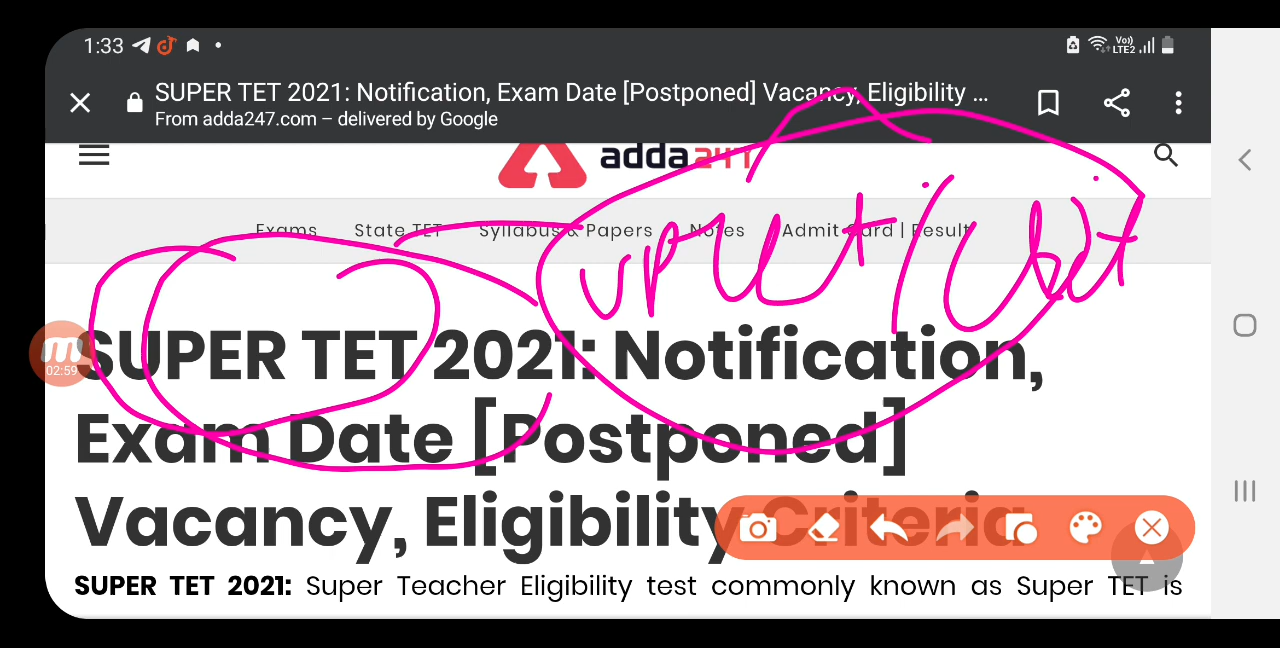 1:33
Vo))
LTE2
SUPER TET 2021: Notification, Exam Date [Postponed] Vacancy, Eligibility ...
From adda247.com – delivered by Google
adda247
Exams State TET Syllabus & Papers Notes Admit Card | Result
uptet / Ctet
SUPER TET 2021: Notification,
Exam Date [Postponed]
Vacancy, Eligibility Criteria
02:59
SUPER TET 2021: Super Teacher Eligibility test commonly known as Super TET is